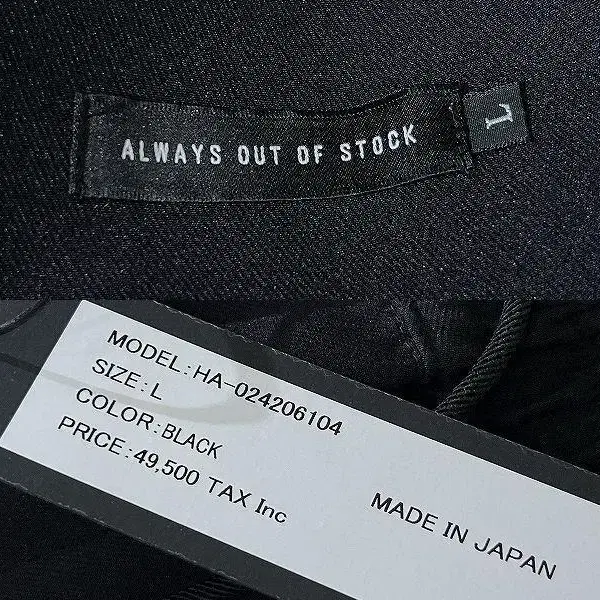 ALWAYS OUT OF STOCK
L
MODEL:HA-024206104
SIZE:L
COLOR:BLACK
PRICE:49,500 TAX Inc
MADE IN JAPAN